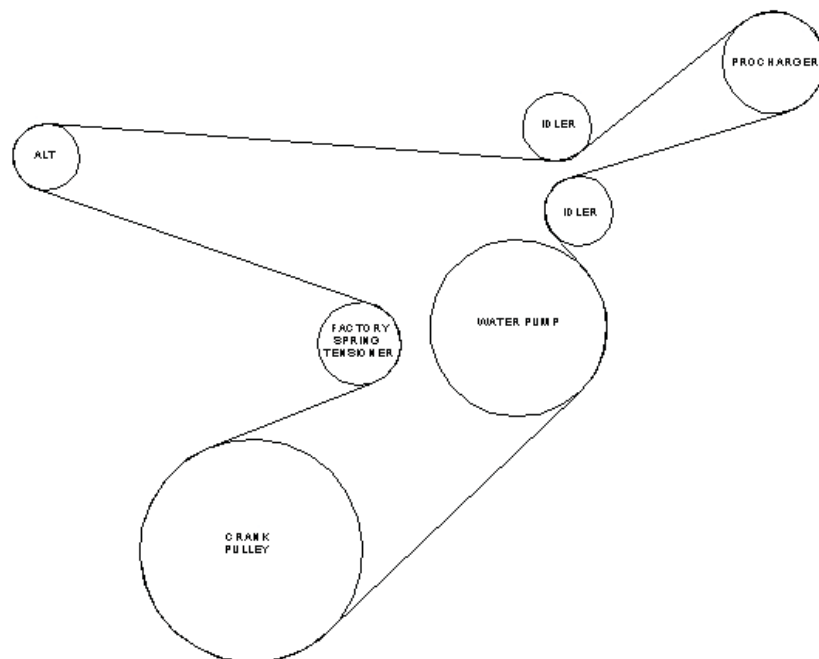 PROCHARGER
IDLER
ALT
IDLER
WATER PUMP
FACTORY
SPRING
TENSIONER
CRANK
PULLEY